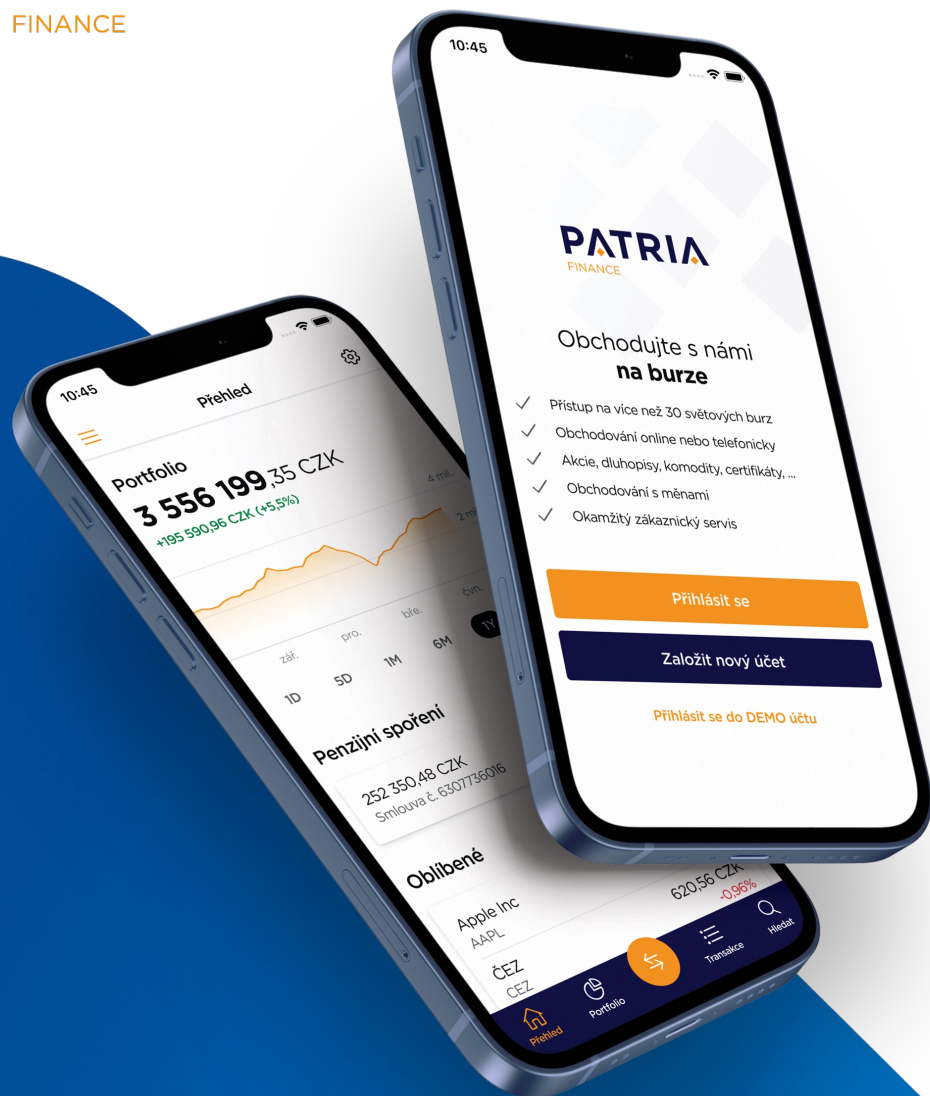 FINANCE
10:45
PATRIA
FINANCE
Obchodujte s námi
na burze
Přístup na více než 30 světových burz
Obchodování online nebo telefonicky
Akcie, dluhopisy, komodity, certifikáty, ...
Obchodování s měnami
Okamžitý zákaznický servis
Přihlásit se
Založit nový účet
Přihlásit se do DEMO účtu
10:45
Přehled
Portfolio
3 556 199,35 CZK
+195 590,96 CZK (+5,5%)
4 mil.
2 mi
zář. pro. bře. čvn.
1D 5D 1M 6M 1Y
Penzijní spoření
252 350,48 CZK
Smlouva č. 6307736016
Oblíbené
Apple Inc 620,56 CZK
AAPL -0,96%
ČEZ
CEZ
Přehled Portfolio Transakce Hledat